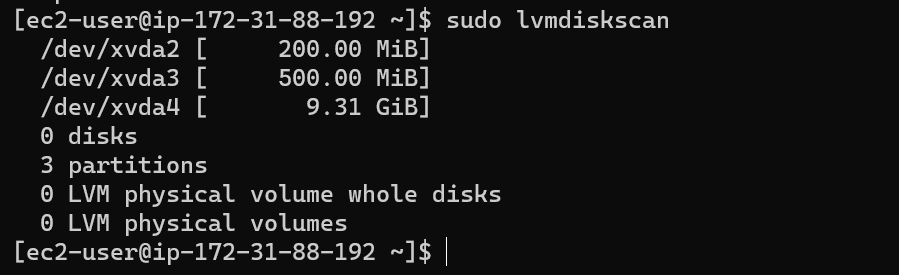 [ec2-user@ip-172-31-88-192 ~]$ sudo lvmdiskscan
  /dev/xvda2 [     200.00 MiB]
  /dev/xvda3 [     500.00 MiB]
  /dev/xvda4 [       9.31 GiB]
  0 disks
  3 partitions
  0 LVM physical volume whole disks
  0 LVM physical volumes
[ec2-user@ip-172-31-88-192 ~]$